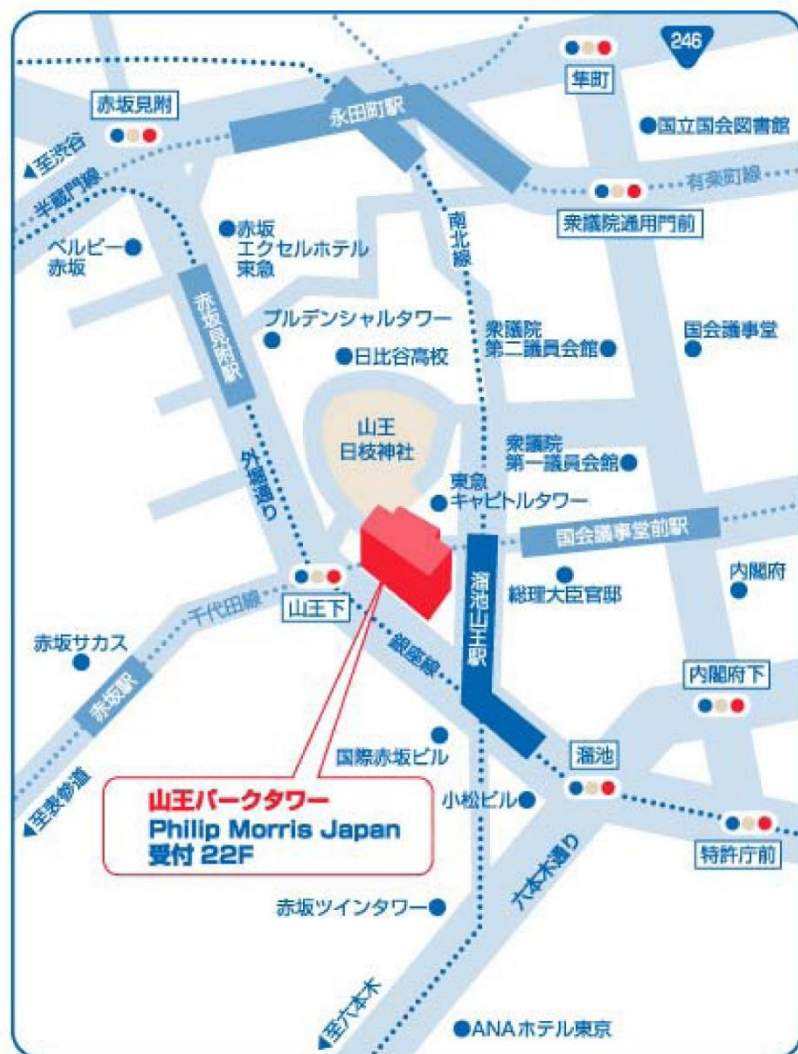 246
赤坂見附
隼町
永田町駅
国立国会図書館
◀至渋谷
半蔵門線
有楽町線
衆議院通用門前
南北線
赤坂
エクセルホテル
東急
ベルビー
赤坂
赤坂見附駅
プルデンシャルタワー
衆議院
第二議員会館
国会議事堂
日比谷高校
山王
日枝神社
外堀通り
衆議院
第一議員会館
東急
キャピトルタワー
国会議事堂前駅
千代田線
山王下
溜池山王駅
総理大臣官邸
内閣府
赤坂サカス
銀座線
赤坂駅
内閣府下
国際赤坂ビル
溜池
山王パークタワー
Philip Morris Japan
受付 22F
小松ビル
◀至表参道
特許庁前
六本木通り
赤坂ツインタワー
◀至六本木
ANAホテル東京